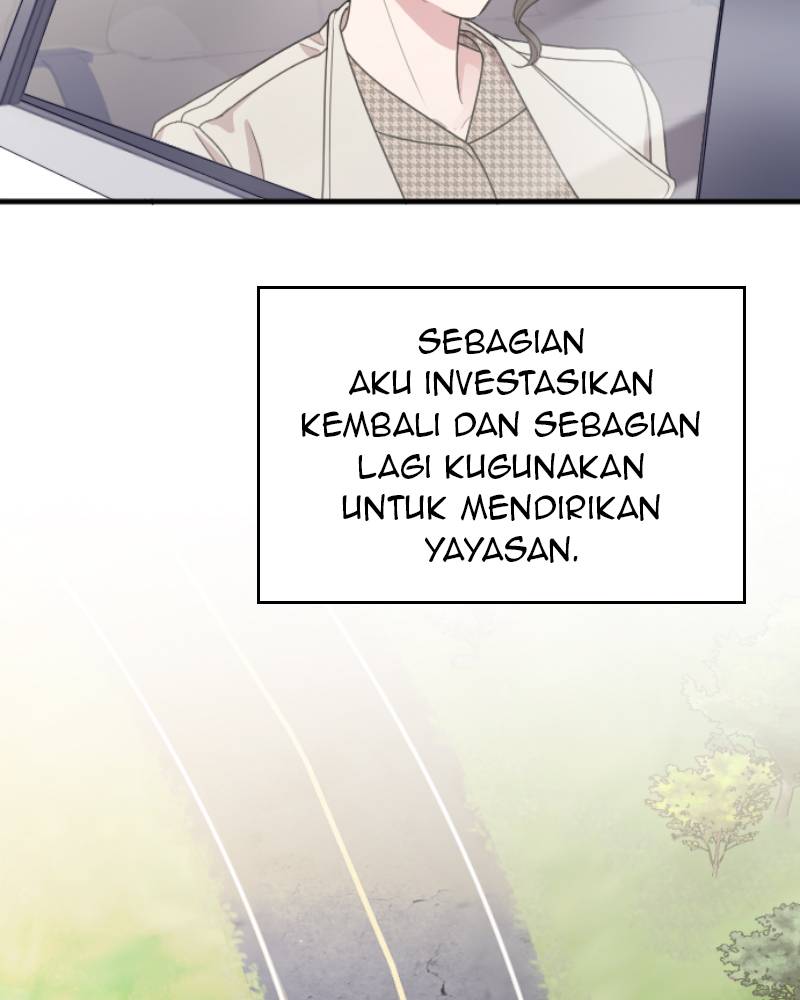 SEBAGIAN
AKU INVESTASIKAN
KEMBALI DAN SEBAGIAN
LAGI KUGUNAKAN
UNTUK MENDIRIKAN
YAYASAN.